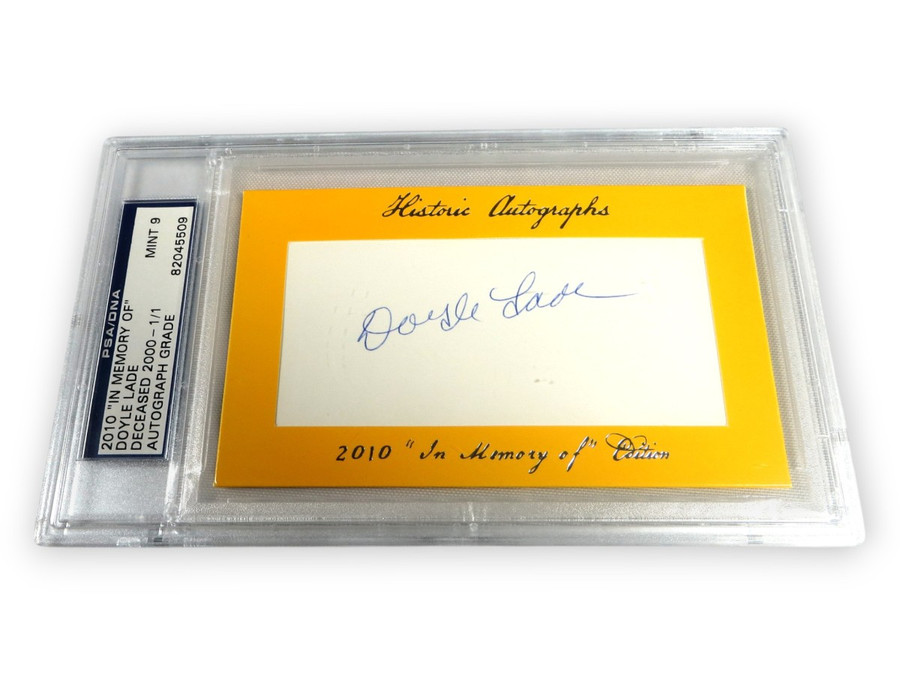 PSA/DNA
2010 "IN MEMORY OF"
DOYLE LADE
DECEASED 2000-1/1
AUTOGRAPH GRADE
MINT 9
82045509
Historic Autographs
Doyle Lade
2010 "In Memory of" Edition